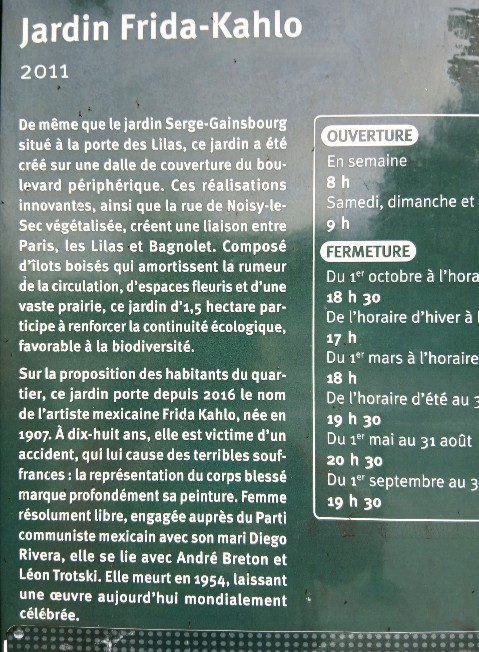 Jardin Frida-Kahlo
2011
De même que le jardin Serge-Gainsbourg
situé à la porte des Lilas, ce jardin a été
créé sur une dalle de couverture du bou-
levard périphérique. Ces réalisations
innovantes, ainsi que la rue de Noisy-le-
Sec végétalisée, créent une liaison entre
Paris, les Lilas et Bagnolet. Composé
d'îlots boisés qui amortissent la rumeur
de la circulation, d'espaces fleuris et d'une
vaste prairie, ce jardin d'1,5 hectare par-
ticipe à renforcer la continuité écologique,
favorable à la biodiversité.
Sur la proposition des habitants du quar-
tier, ce jardin porte depuis 2016 le nom
de l'artiste mexicaine Frida Kahlo, née en
1907. À dix-huit ans, elle est victime d'un
accident, qui lui cause des terribles souf-
frances : la représentation du corps blessé
marque profondément sa peinture. Femme
résolument libre, engagée auprès du Parti
communiste mexicain avec son mari Diego
Rivera, elle se lie avec André Breton et
Léon Trotski. Elle meurt en 1954, laissant
une œuvre aujourd'hui mondialement
célébrée.
OUVERTURE
En semaine
8 h
Samedi, dimanche et
9 h
FERMETURE
Du 1er octobre à l'hora
18 h 30
De l'horaire d'hiver à l
17 h
Du 1er mars à l'horaire
18 h
De l'horaire d'été au 3
19 h 30
Du 1er mai au 31 août
20 h 30
Du 1er septembre au 3
19 h 30